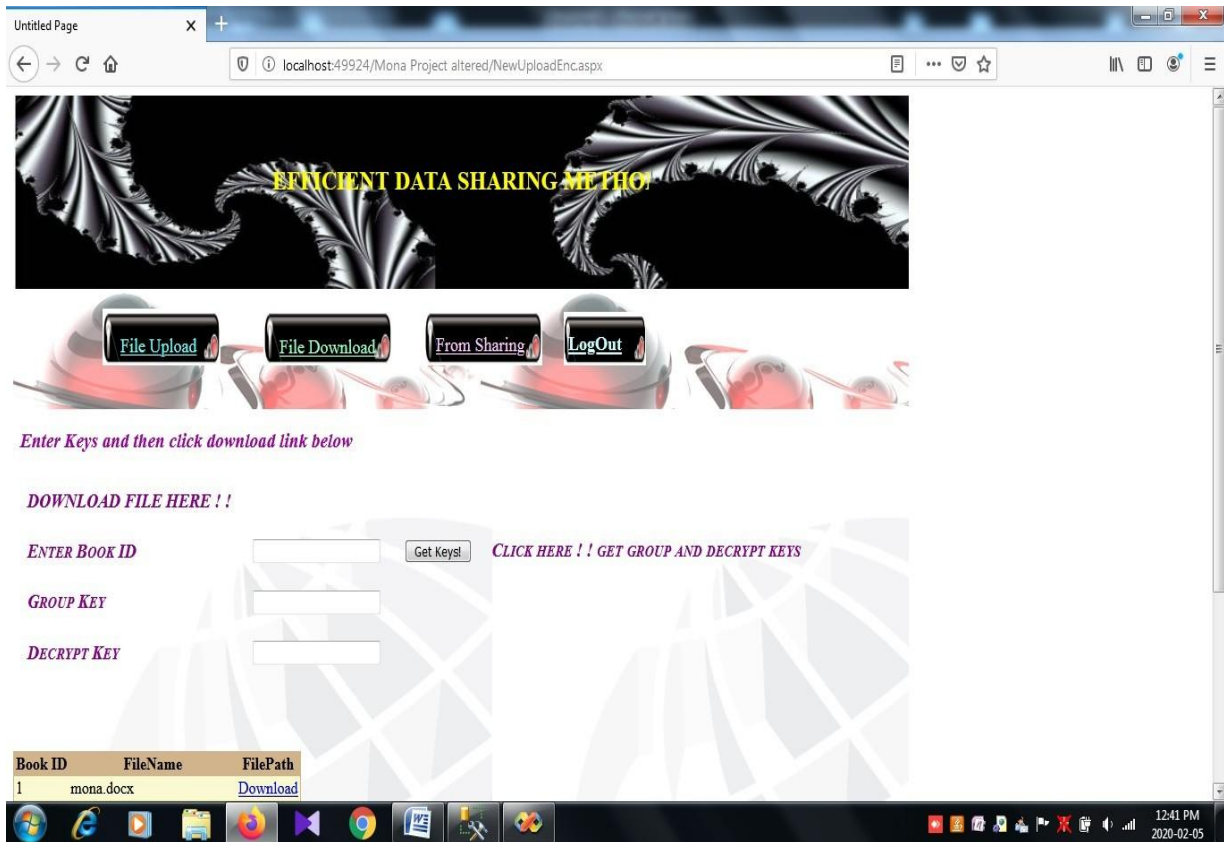 Untitled Page
localhost:49924/Mona Project altered/NewUploadEnc.aspx
EFFICIENT DATA SHARING METHO
File Upload File Download From Sharing LogOut
Enter Keys and then click download link below
DOWNLOAD FILE HERE ! !
ENTER BOOK ID Get Keys! CLICK HERE ! ! GET GROUP AND DECRYPT KEYS
GROUP KEY
DECRYPT KEY
Book ID FileName FilePath
1 mona.docx Download
12:41 PM
2020-02-05